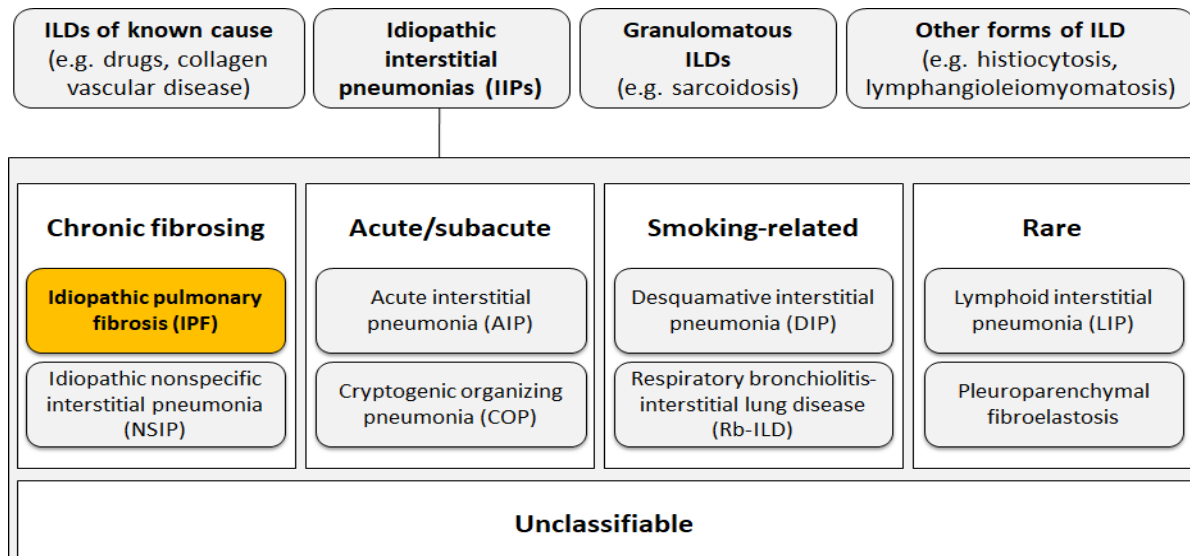 ILDs of known cause
(e.g. drugs, collagen
vascular disease)
Idiopathic
interstitial
pneumonias (IIPs)
Granulomatous
ILDs
(e.g. sarcoidosis)
Other forms of ILD
(e.g. histiocytosis,
lymphangioleiomyomatosis)
Chronic fibrosing
Idiopathic pulmonary
fibrosis (IPF)
Idiopathic nonspecific
interstitial pneumonia
(NSIP)
Acute/subacute
Acute interstitial
pneumonia (AIP)
Cryptogenic organizing
pneumonia (COP)
Smoking-related
Desquamative interstitial
pneumonia (DIP)
Respiratory bronchiolitis-
interstitial lung disease
(Rb-ILD)
Rare
Lymphoid interstitial
pneumonia (LIP)
Pleuroparenchymal
fibroelastosis
Unclassifiable